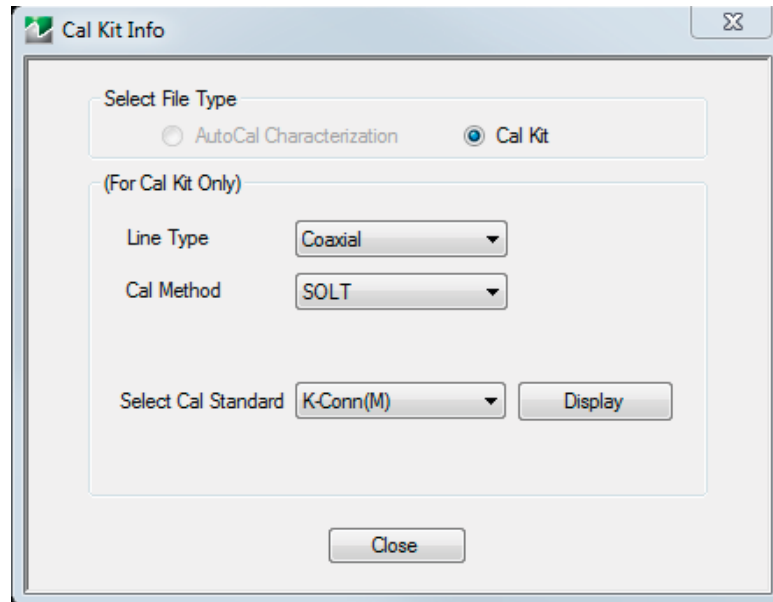 Cal Kit Info
Select File Type
AutoCal Characterization Cal Kit
(For Cal Kit Only)
Line Type Coaxial
Cal Method SOLT
Select Cal Standard K-Conn(M) Display
Close